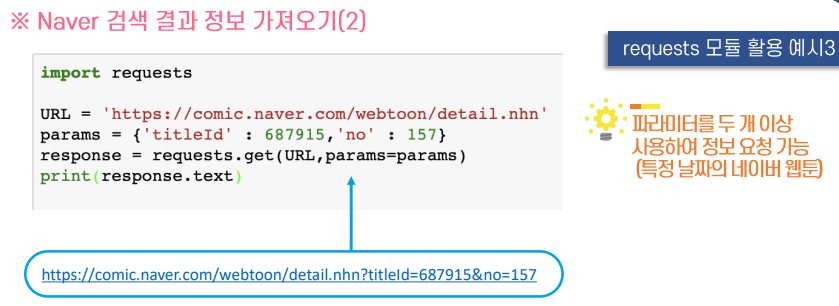 ※ Naver 검색 결과 정보 가져오기(2)
requests 모듈 활용 예시3
import requests
URL = 'https://comic.naver.com/webtoon/detail.nhn'
params = {'titleId' : 687915,'no' : 157}
response = requests.get(URL,params=params)
print(response.text)
파라미터를 두 개 이상
사용하여 정보 요청 가능
(특정 날짜의 네이버 웹툰)
https://comic.naver.com/webtoon/detail.nhn?titleId=687915&no=157